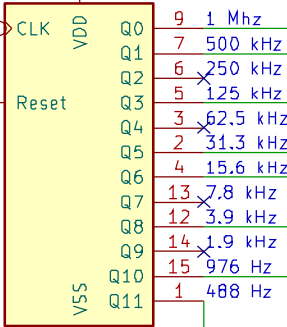 CLK VDD Q0 9 1 Mhz
Q1 7 500 kHz
Q2 6 250 kHz
Reset Q3 5 125 kHz
Q4 3 62.5 kHz
Q5 2 31.3 kHz
Q6 4 15.6 kHz
Q7 13 7.8 kHz
Q8 12 3.9 kHz
Q9 14 1.9 kHz
Q10 15 976 Hz
VSS Q11 1 488 Hz